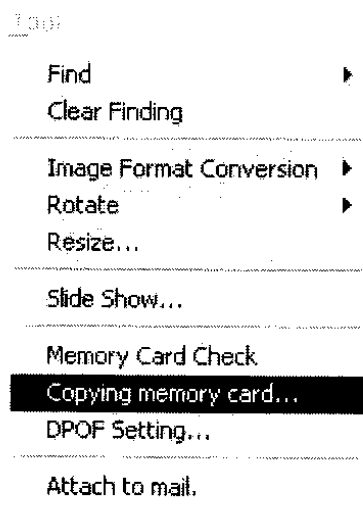 Tool
Find
Clear Finding
Image Format Conversion
Rotate
Resize...
Slide Show...
Memory Card Check
Copying memory card...
DPOF Setting...
Attach to mail.